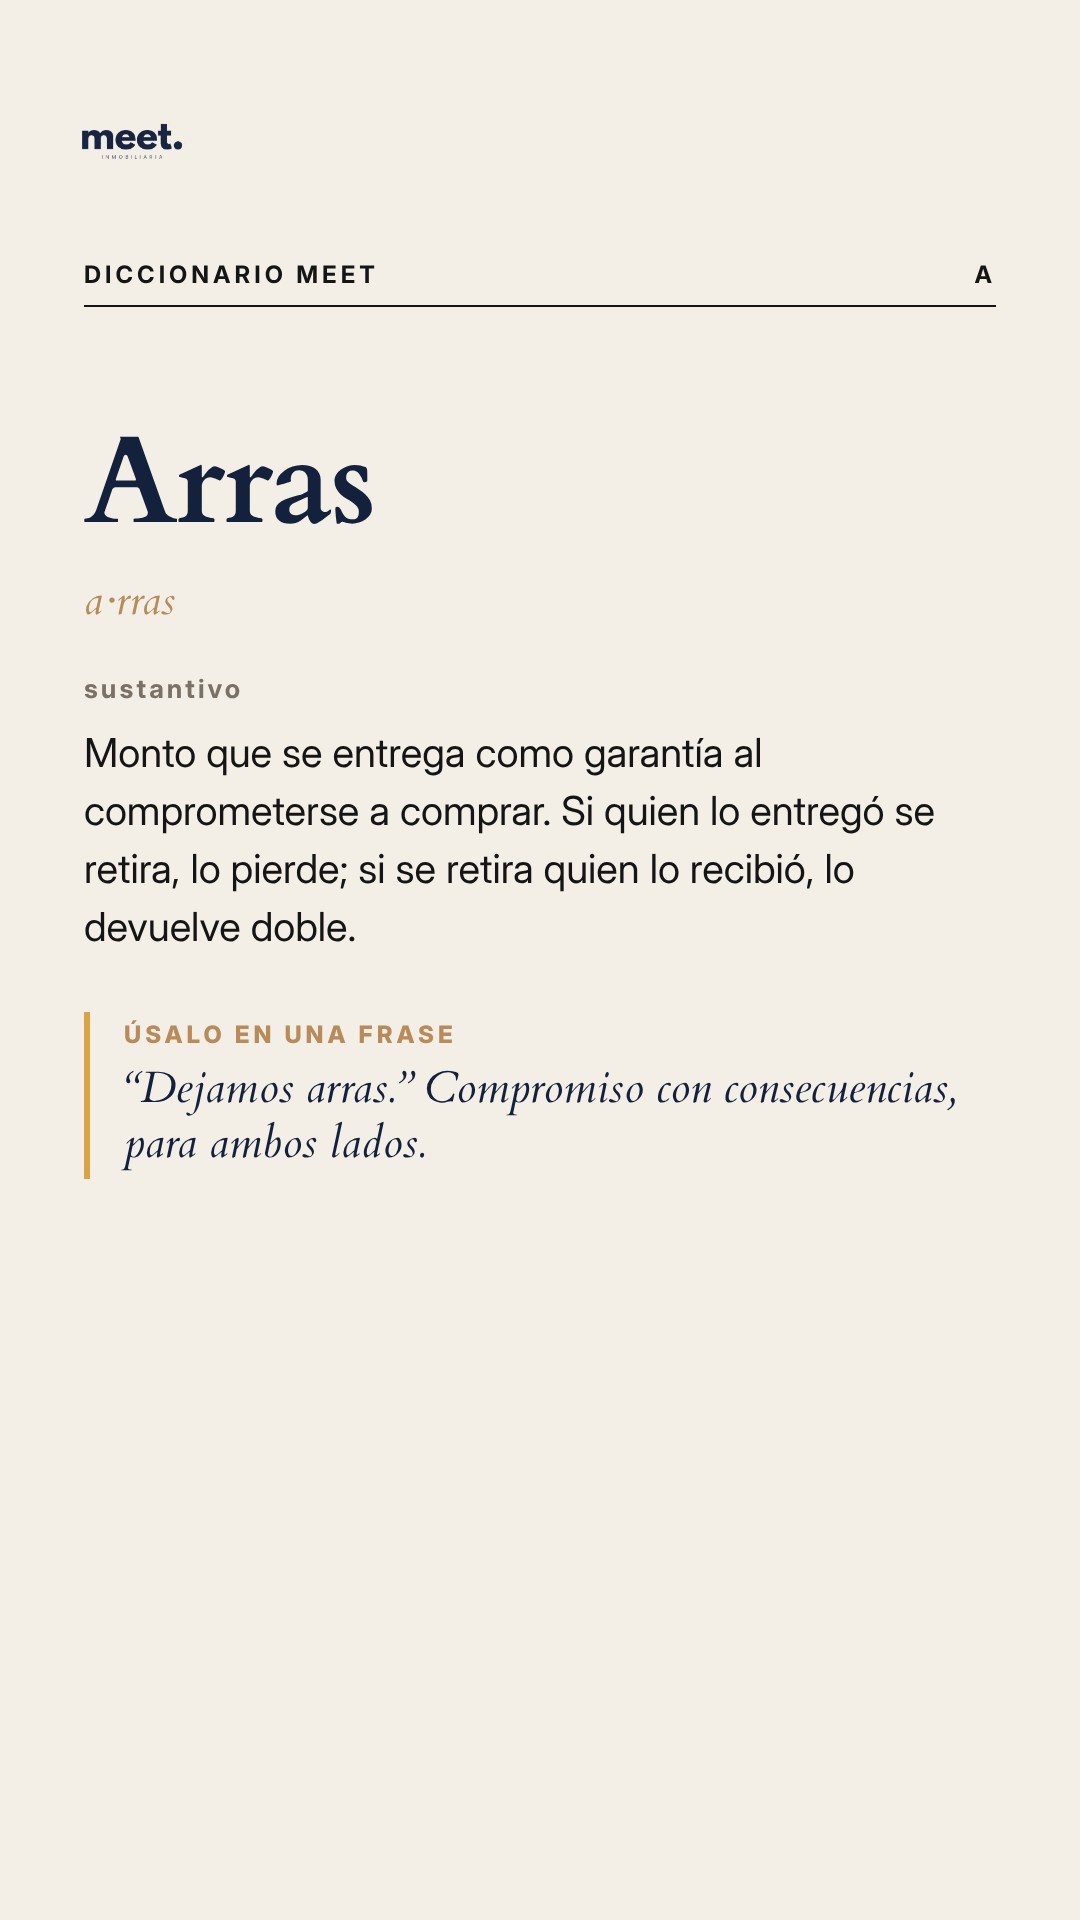 meet.
INMOBILIARIA
DICCIONARIO MEET A
Arras
a·rras
sustantivo
Monto que se entrega como garantía al
comprometerse a comprar. Si quien lo entregó se
retira, lo pierde; si se retira quien lo recibió, lo
devuelve doble.
ÚSALO EN UNA FRASE
“Dejamos arras.” Compromiso con consecuencias,
para ambos lados.